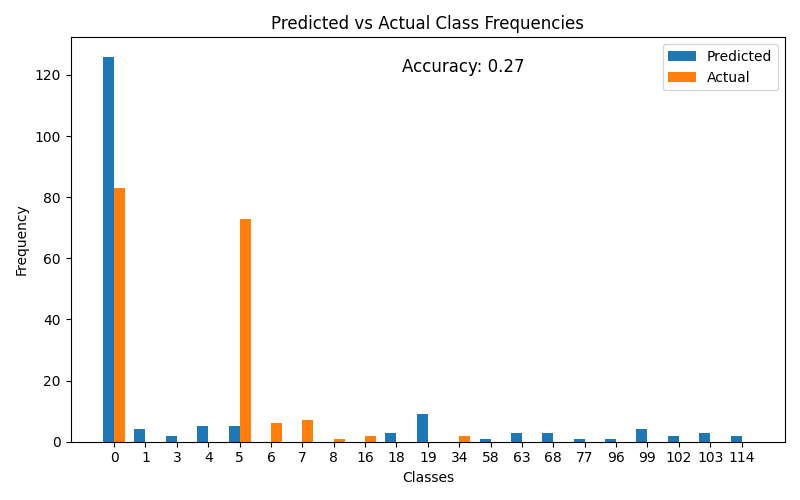 Predicted vs Actual Class Frequencies
Accuracy: 0.27
Predicted
Actual
Frequency
120
100
80
60
40
20
0
0 1 3 4 5 6 7 8 16 18 19 34 58 63 68 77 96 99 102 103 114
Classes